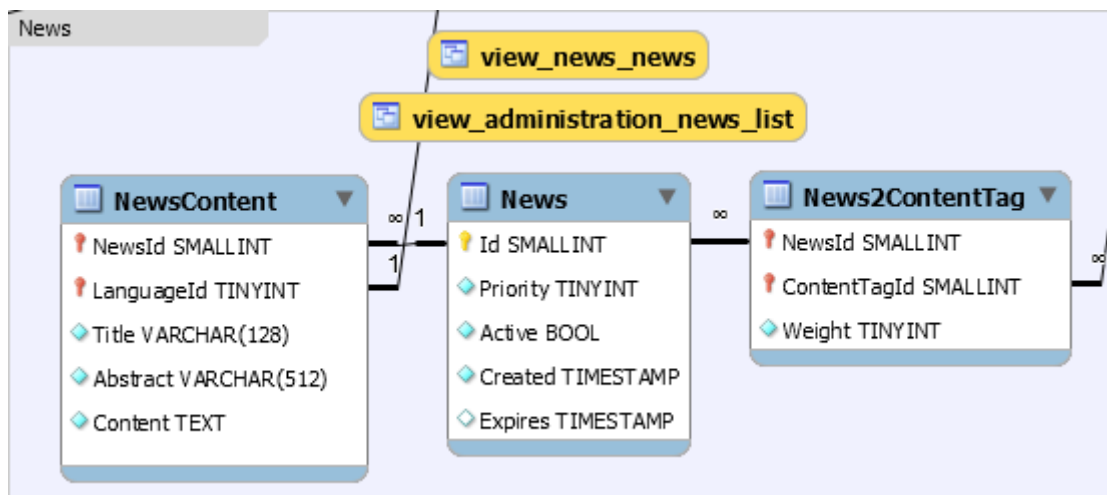 News
view_news_news
view_administration_news_list
NewsContent
NewsId SMALLINT
LanguageId TINYINT
Title VARCHAR(128)
Abstract VARCHAR(512)
Content TEXT
∞
1
1
News
Id SMALLINT
Priority TINYINT
Active BOOL
Created TIMESTAMP
Expires TIMESTAMP
∞
News2ContentTag
NewsId SMALLINT
ContentTagId SMALLINT
Weight TINYINT
∞